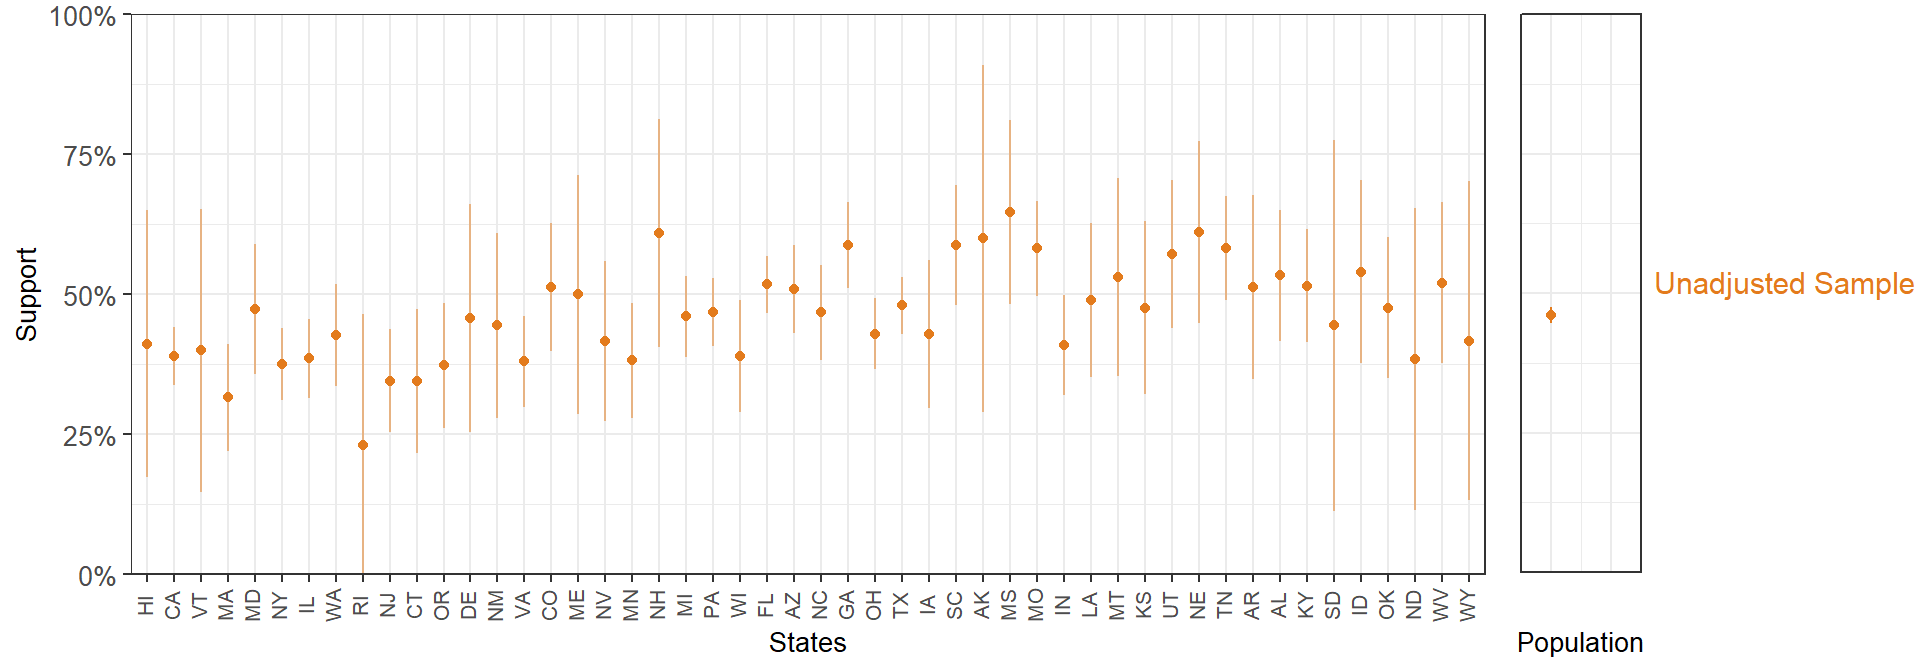 100%
75%
50%
25%
0%
Support
HI CA VT MA MD NY IL WA RI NJ CT OR DE NM VA CO ME NV MN NH MI PA WI FL AZ NC GA OH TX IA SC AK MS MO IN LA MT KS UT NE TN AR AL KY SD ID OK ND WV WY
States
Population
Unadjusted Sample